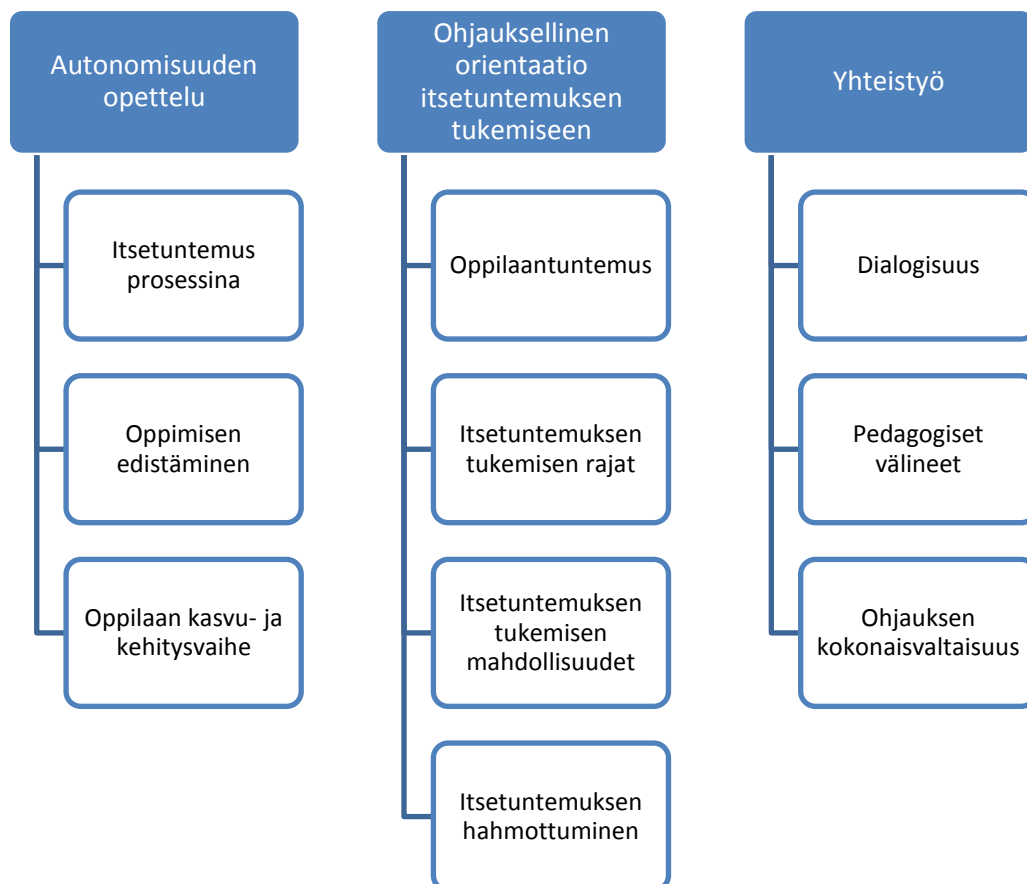 Autonomisuuden
opettelu
Itsetuntemus
prosessina
Oppimisen
edistäminen
Oppilaan kasvu- ja
kehitysvaihe
Ohjauksellinen
orientaatio
itsetuntemuksen
tukemiseen
Oppilaantuntemus
Itsetuntemuksen
tukemisen rajat
Itsetuntemuksen
tukemisen
mahdollisuudet
Itsetuntemuksen
hahmottuminen
Yhteistyö
Dialogisuus
Pedagogiset
välineet
Ohjauksen
kokonaisvaltaisuus